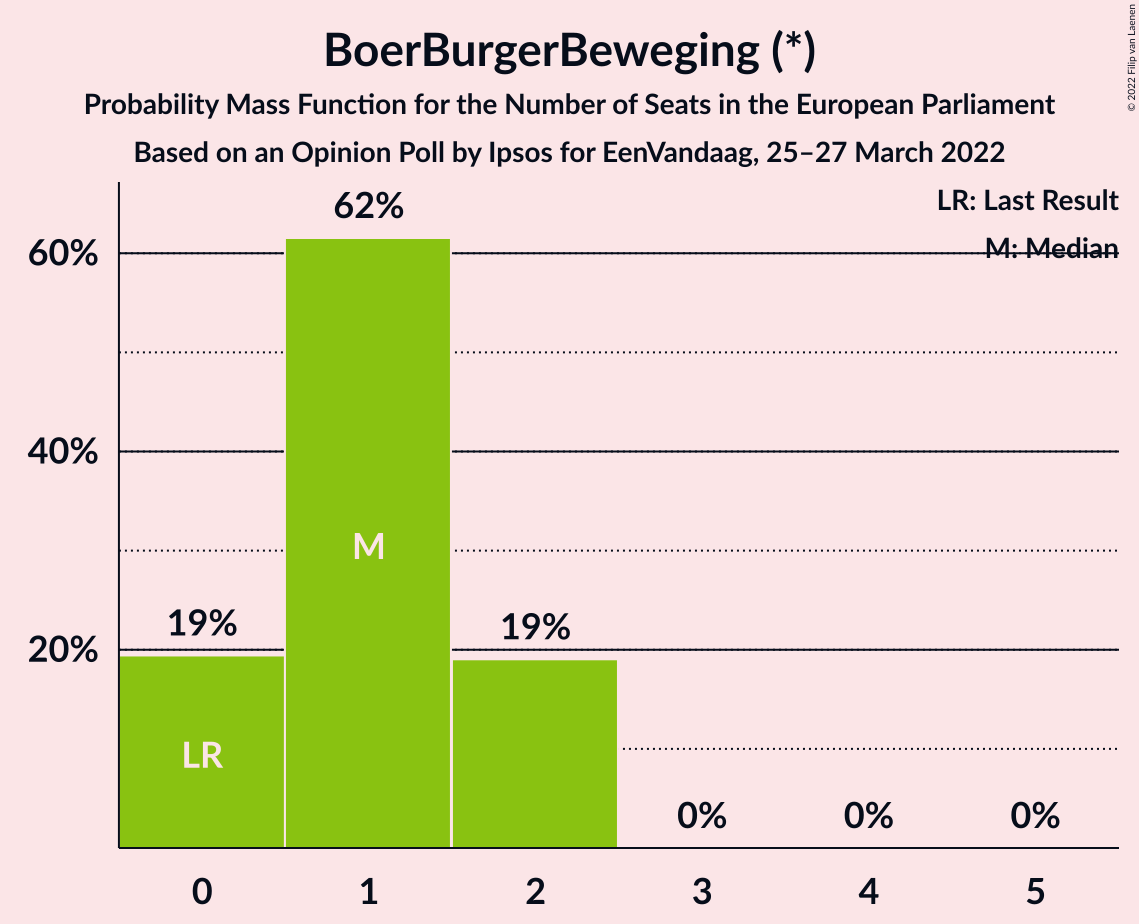 BoerBurgerBeweging (*)
Probability Mass Function for the Number of Seats in the European Parliament
Based on an Opinion Poll by Ipsos for EenVandaag, 25–27 March 2022
© 2022 Filip van Laenen
LR: Last Result
M: Median
62%
60%
40%
M
19%
19%
20%
LR
0%
0%
0%
0
1
2
3
4
5